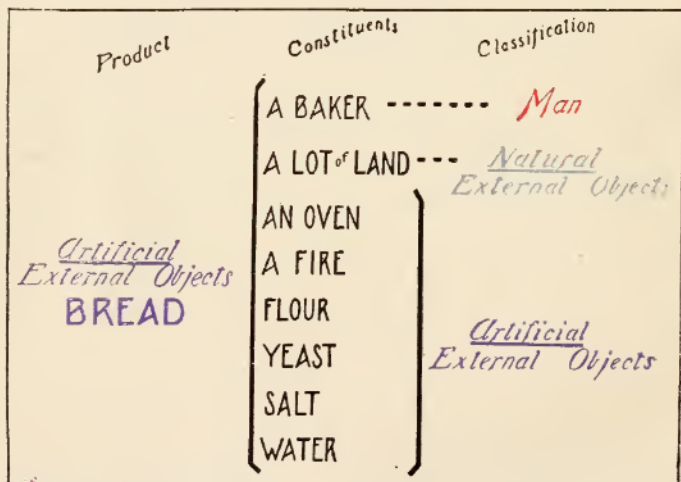 Product Constituents Classification
A BAKER ------ Man
A LOT of LAND --- Natural
External Objects
AN OVEN
A FIRE
FLOUR
YEAST
SALT
WATER
Artificial
External Objects
BREAD
Artificial
External Objects